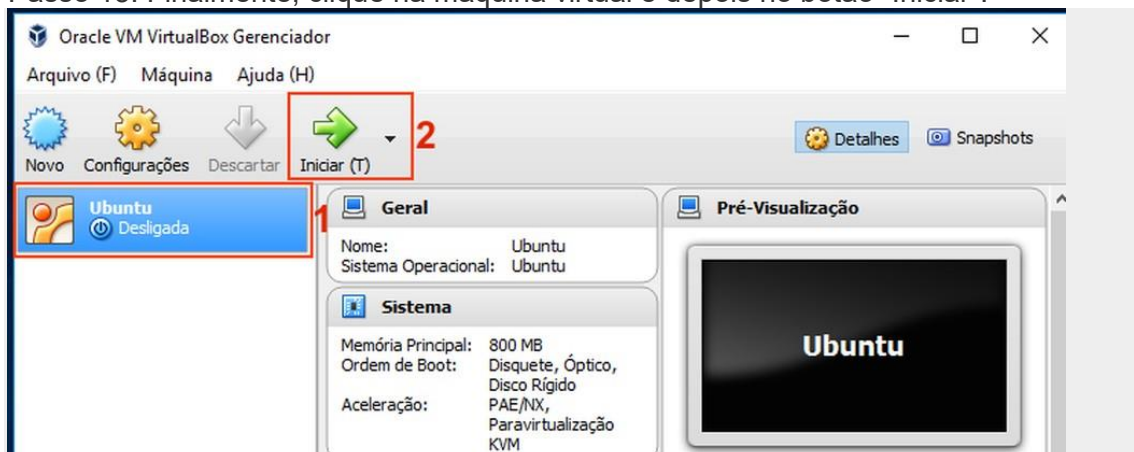 Oracle VM VirtualBox Gerenciador
Arquivo (F) Máquina Ajuda (H)
Novo Configurações Descartar Iniciar (T) 2 Detalhes Snapshots
Ubuntu
Desligada
1
Geral
Nome: Ubuntu
Sistema Operacional: Ubuntu
Sistema
Memória Principal: 800 MB
Ordem de Boot: Disquete, Óptico,
Disco Rígido
Aceleração: PAE/NX,
Paravirtualização
KVM
Pré-Visualização
Ubuntu